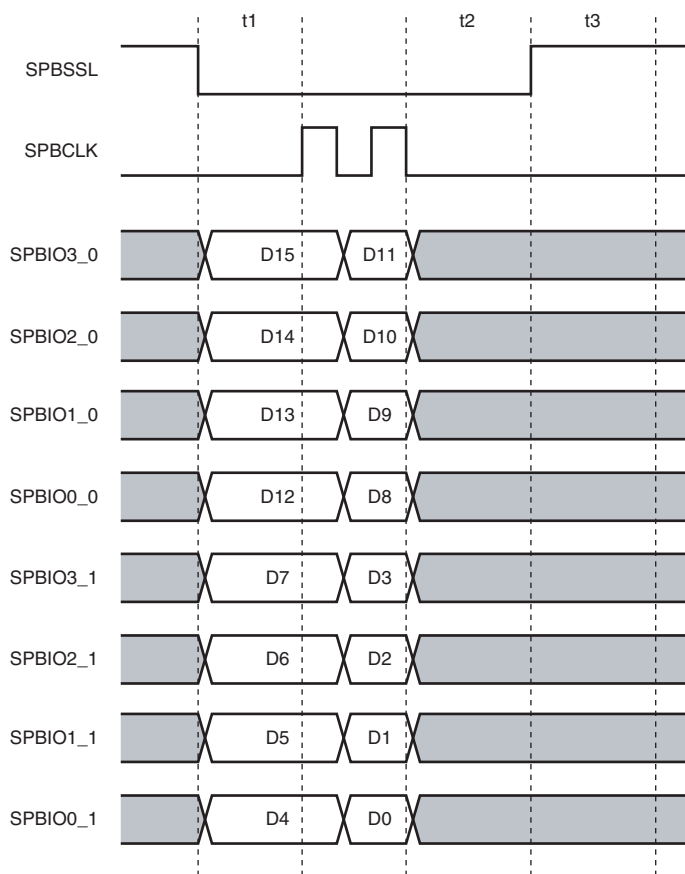 t1 t2 t3
SPBSSL
SPBCLK
SPBIO3_0 D15 D11
SPBIO2_0 D14 D10
SPBIO1_0 D13 D9
SPBIO0_0 D12 D8
SPBIO3_1 D7 D3
SPBIO2_1 D6 D2
SPBIO1_1 D5 D1
SPBIO0_1 D4 D0